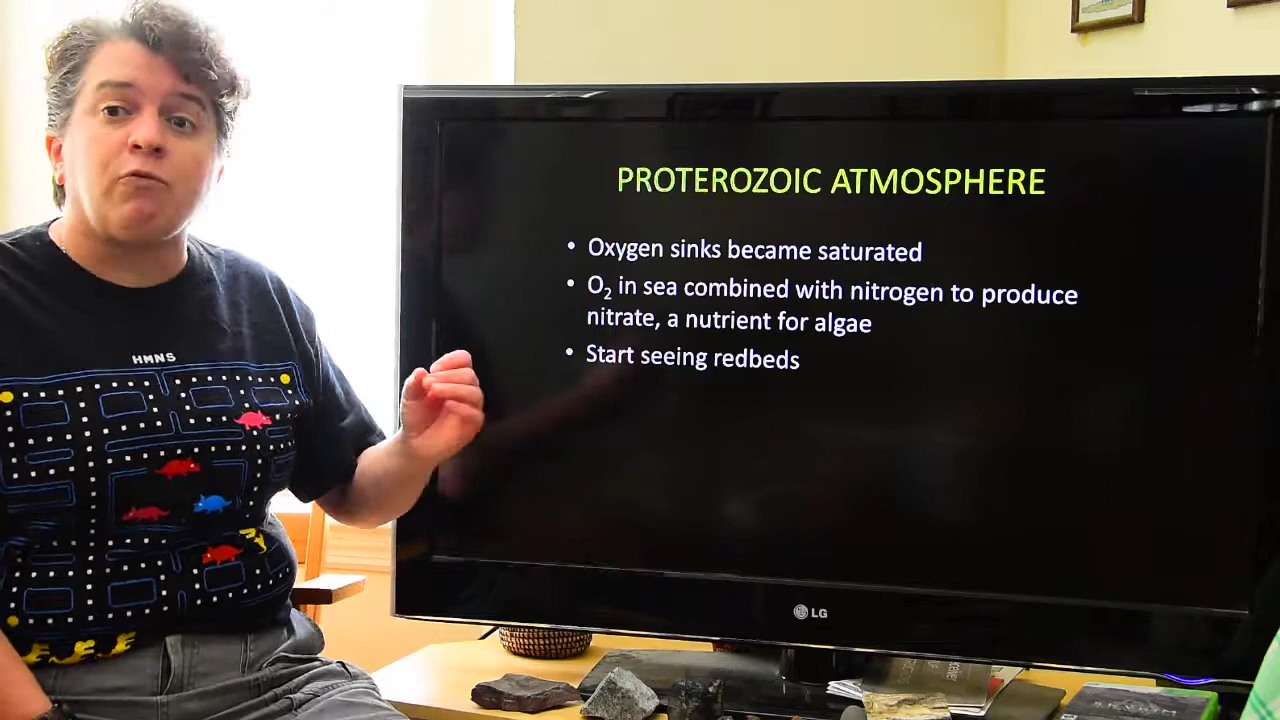 HMNS
PROTEROZOIC ATMOSPHERE
• Oxygen sinks became saturated
• O₂ in sea combined with nitrogen to produce
nitrate, a nutrient for algae
• Start seeing redbeds
LG